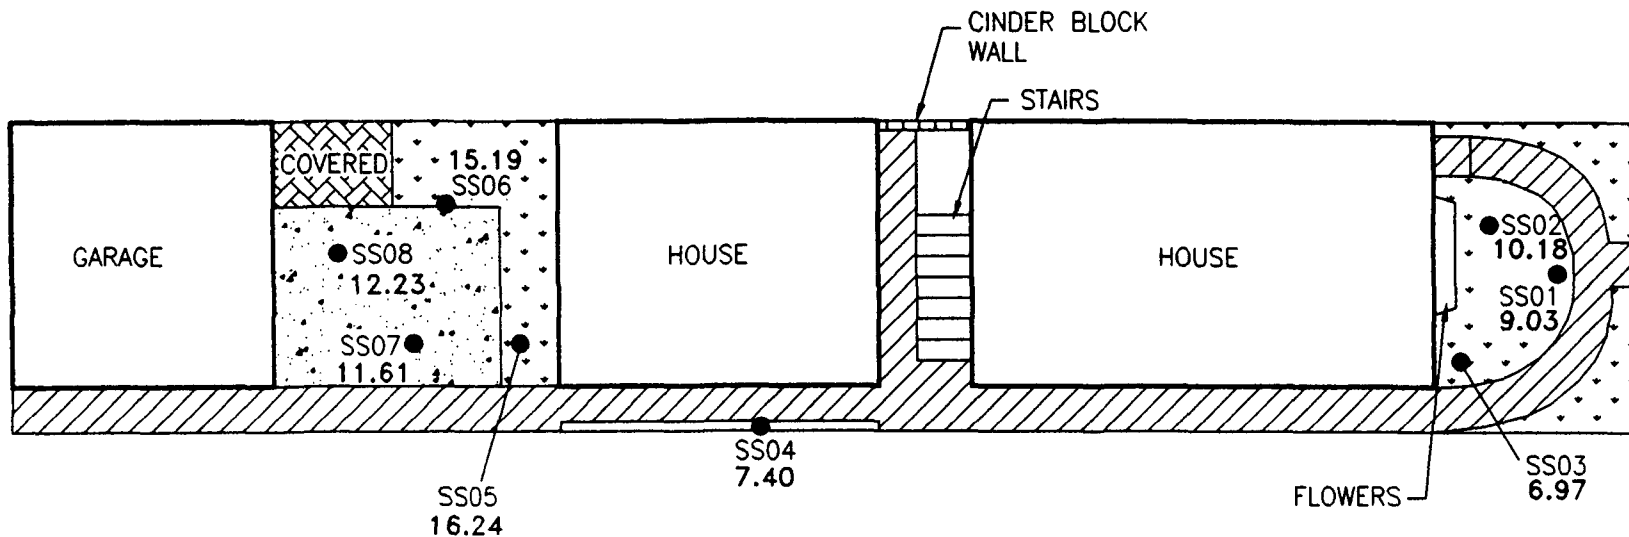 CINDER BLOCK
WALL
STAIRS
COVERED
15.19
SS06
GARAGE
SS08
12.23
SS07
11.61
HOUSE
HOUSE
SS02
10.18
SS01
9.03
SS04
7.40
SS05
16.24
FLOWERS
SS03
6.97